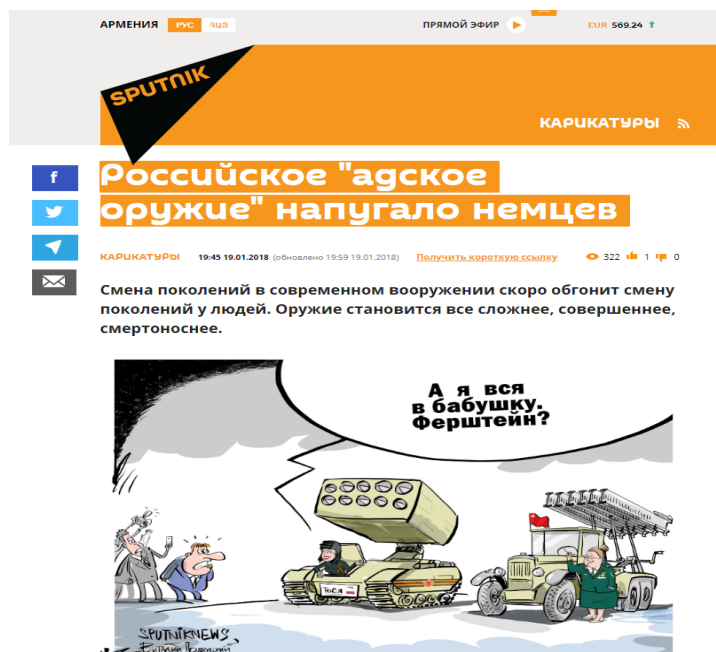 АРМЕНИЯ РУС ՀԱՅ ПРЯМОЙ ЭФИР EUR 569.24
SPUTNIK
КАРИКАТУРЫ
Российское "адское
оружие" напугало немцев
КАРИКАТУРЫ 19:45 19.01.2018 (обновлено 19:59 19.01.2018) Получить короткую ссылку 322 1 0
Смена поколений в современном вооружении скоро обгонит смену
поколений у людей. Оружие становится все сложнее, совершеннее,
смертоноснее.
А я вся
в бабушку.
Ферштейн?
SPUTNIKNEWS